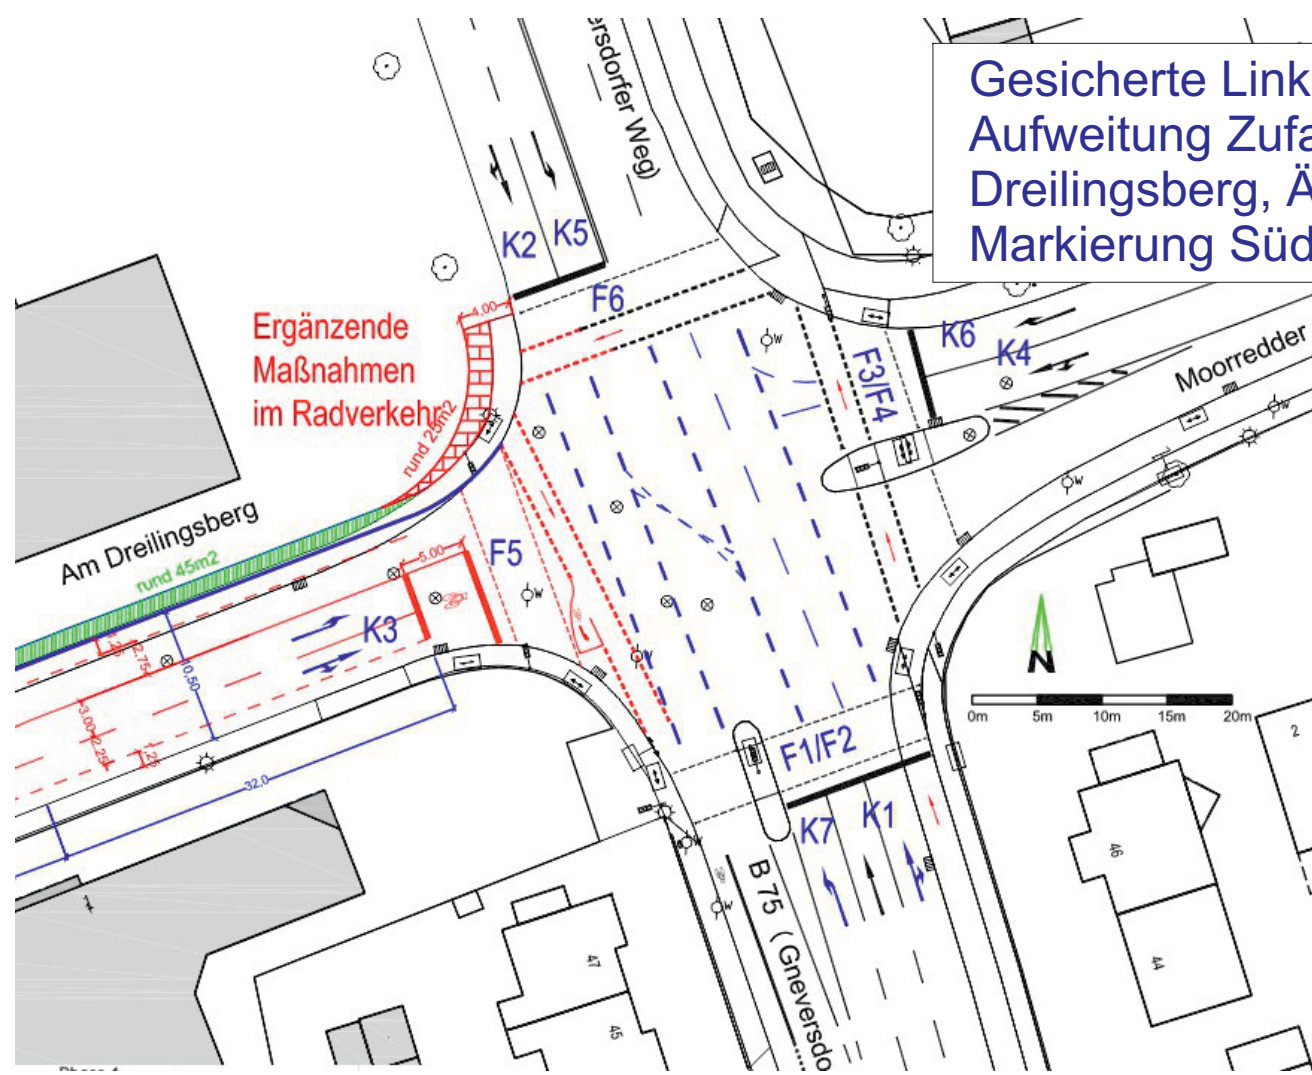 Gesicherte Link
Aufweitung Zufa
Dreilingsberg, Ä
Markierung Süd
ersdorfer Weg)
K2
K5
F6
4,00
Ergänzende
Maßnahmen
im Radverkehr
rund 25m2
K6
K4
F3/F4
Moorredder
W
W
W
Am Dreilingsberg
rund 45m2
5,00
F5
W
K3
W
2,75
10,50
3,00
2,25
1,25
32,0
N
0m 5m 10m 15m 20m
F1/F2
K7
K1
B 75 (Gneversdo
W
W
2
46
44
47
45